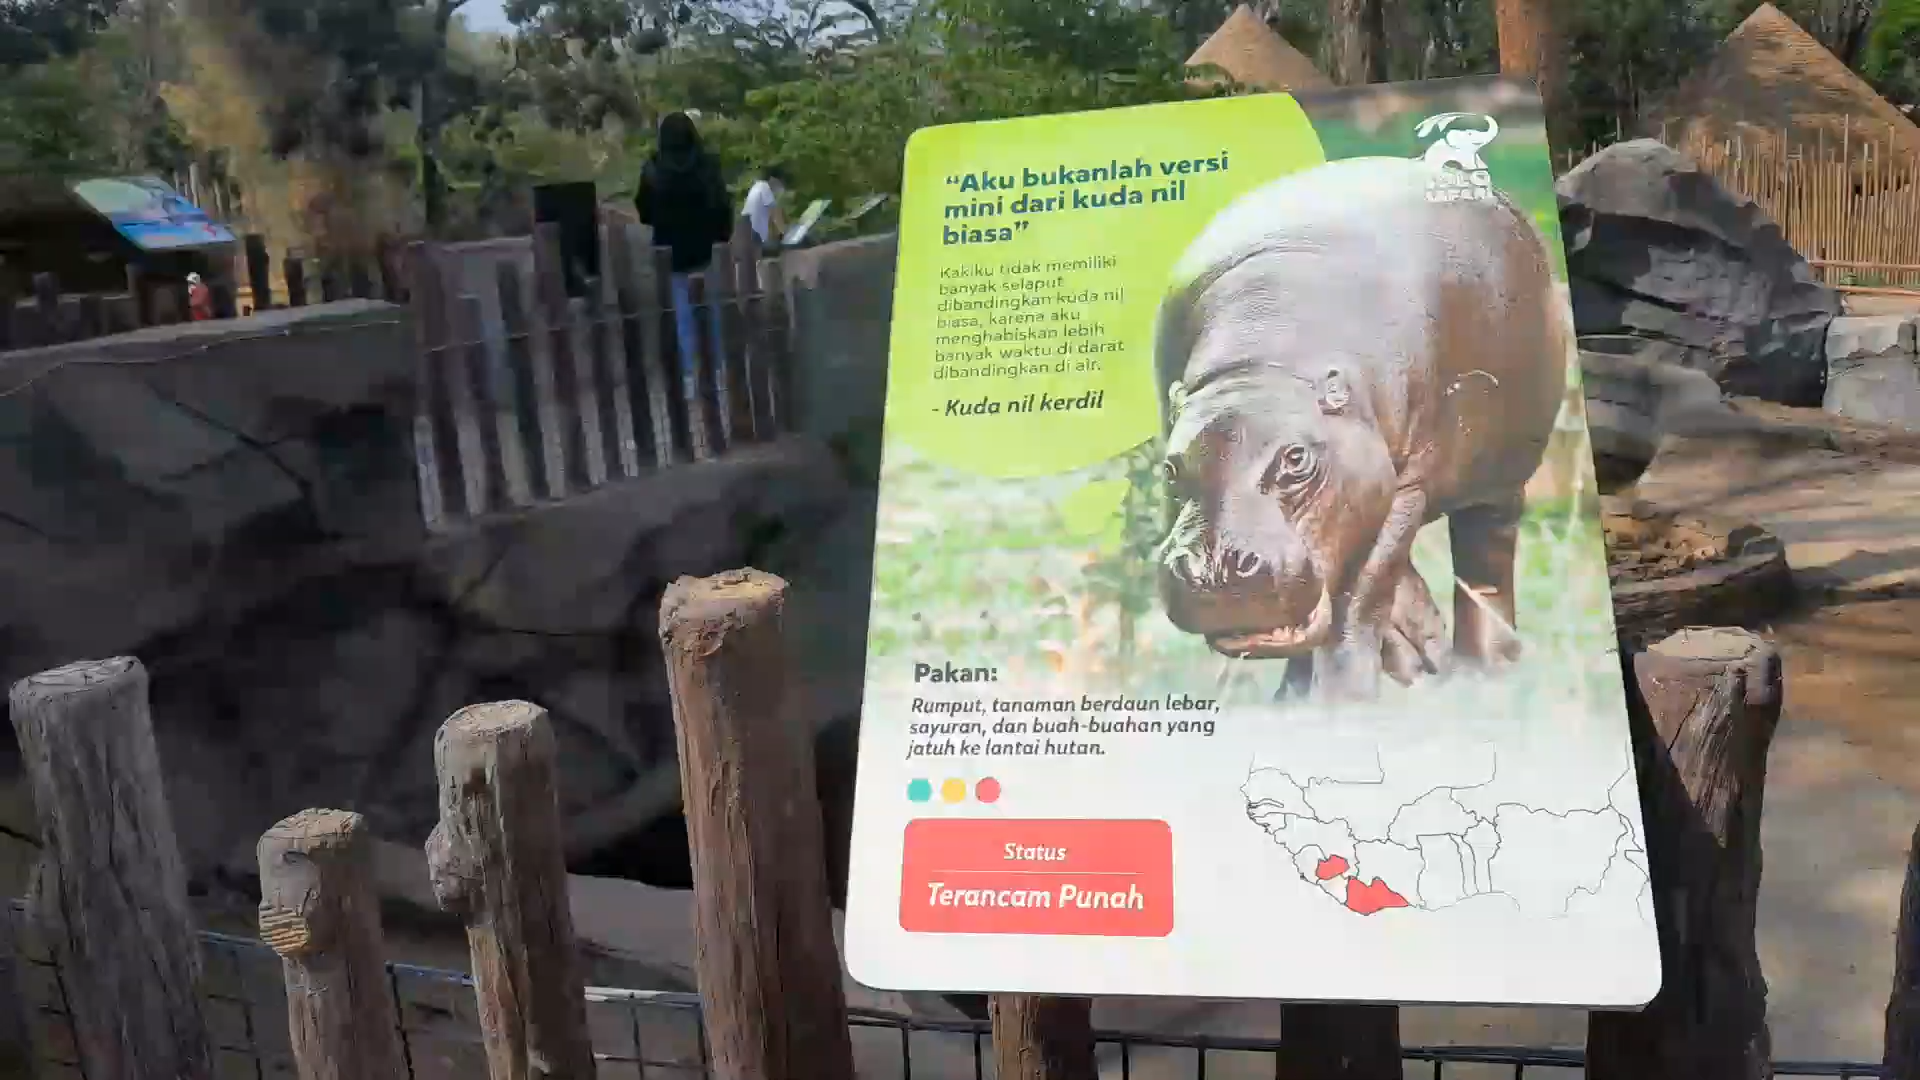 “Aku bukanlah versi
mini dari kuda nil
biasa”
Kakiku tidak memiliki
banyak selaput
dibandingkan kuda nil
biasa, karena aku
menghabiskan lebih
banyak waktu di darat
dibandingkan di air.
- Kuda nil kerdil
Pakan:
Rumput, tanaman berdaun lebar,
sayuran, dan buah-buahan yang
jatuh ke lantai hutan.
Status
Terancam Punah